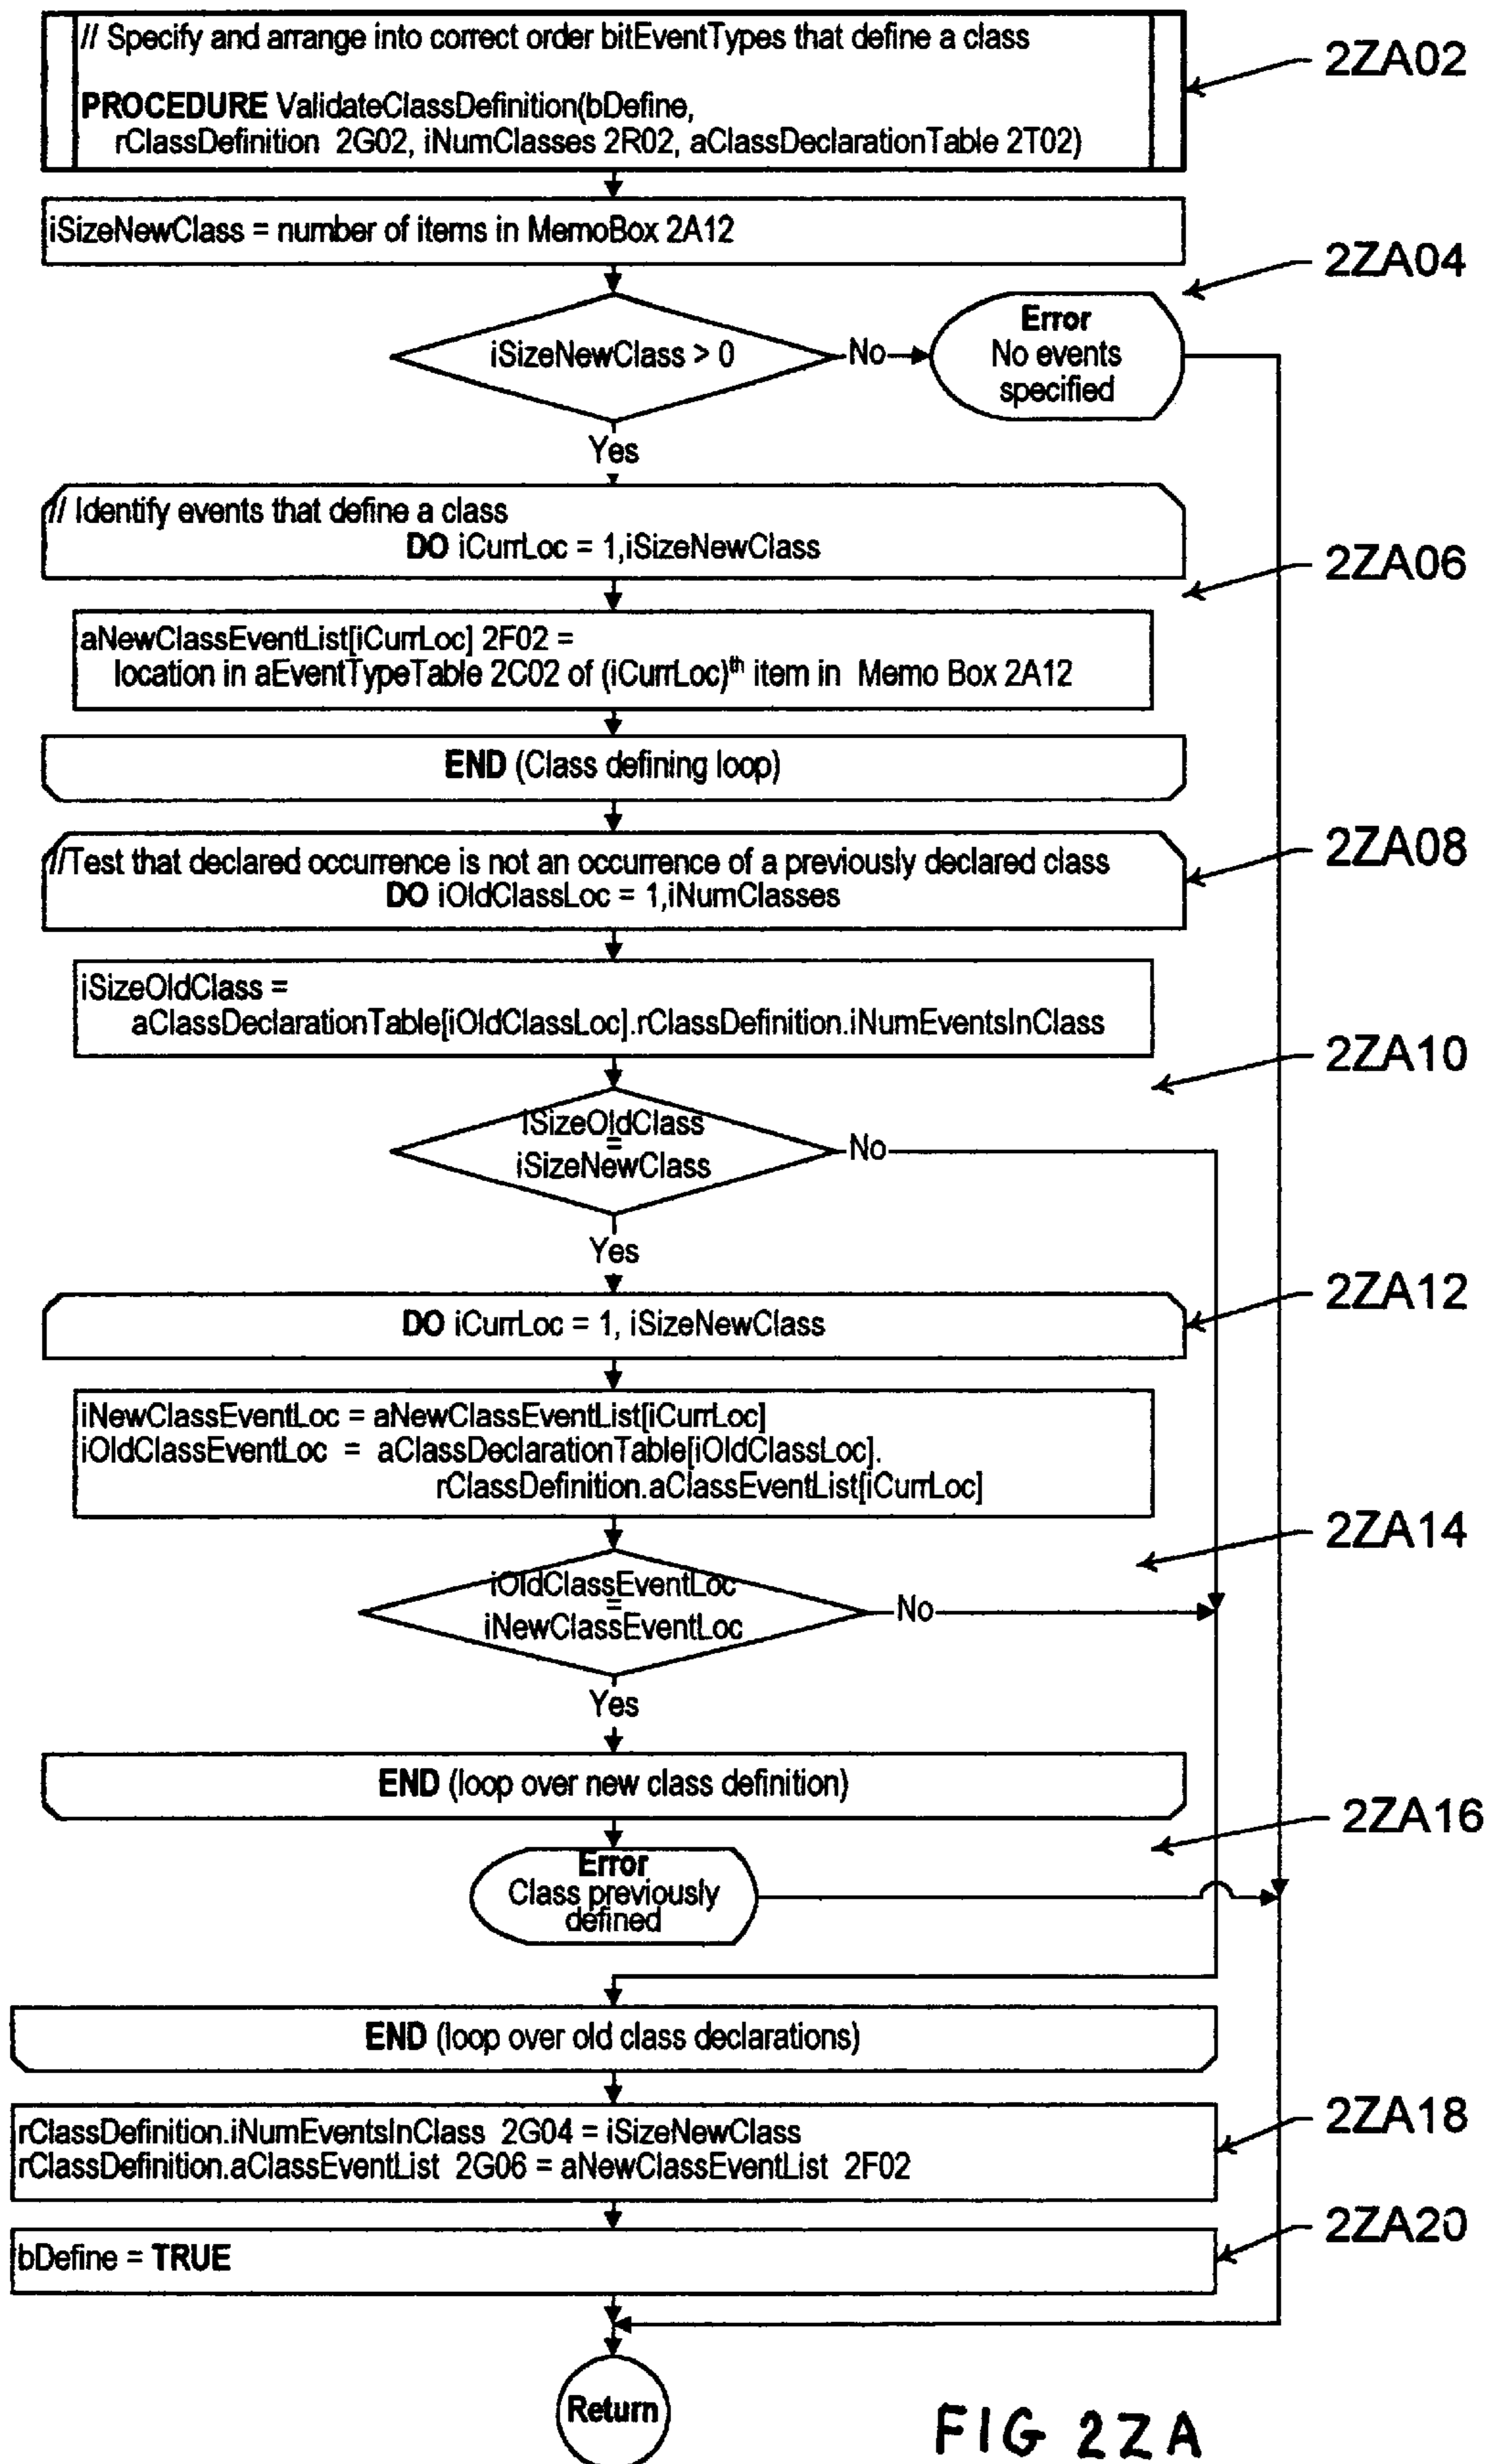 // Specify and arrange into correct order bitEventTypes that define a class
2ZA02
PROCEDURE ValidateClassDefinition(bDefine,
rClassDefinition 2G02, iNumClasses 2R02, aClassDeclarationTable 2T02)
iSizeNewClass = number of items in MemoBox 2A12
2ZA04
iSizeNewClass > 0
No
Error
No events
specified
Yes
// Identify events that define a class
DO iCurrLoc = 1,iSizeNewClass
2ZA06
aNewClassEventList[iCurrLoc] 2F02 =
location in aEventTypeTable 2C02 of (iCurrLoc)th item in Memo Box 2A12
END (Class defining loop)
//Test that declared occurrence is not an occurrence of a previously declared class
2ZA08
DO iOldClassLoc = 1,iNumClasses
iSizeOldClass =
aClassDeclarationTable[iOldClassLoc].rClassDefinition.iNumEventsInClass
2ZA10
iSizeOldClass
=
iSizeNewClass
No
Yes
2ZA12
DO iCurrLoc = 1, iSizeNewClass
iNewClassEventLoc = aNewClassEventList[iCurrLoc]
iOldClassEventLoc = aClassDeclarationTable[iOldClassLoc].
rClassDefinition.aClassEventList[iCurrLoc]
2ZA14
iOldClassEventLoc
=
iNewClassEventLoc
No
Yes
END (loop over new class definition)
2ZA16
Error
Class previously
defined
END (loop over old class declarations)
2ZA18
rClassDefinition.iNumEventsInClass 2G04 = iSizeNewClass
rClassDefinition.aClassEventList 2G06 = aNewClassEventList 2F02
2ZA20
bDefine = TRUE
Return
FIG 2ZA